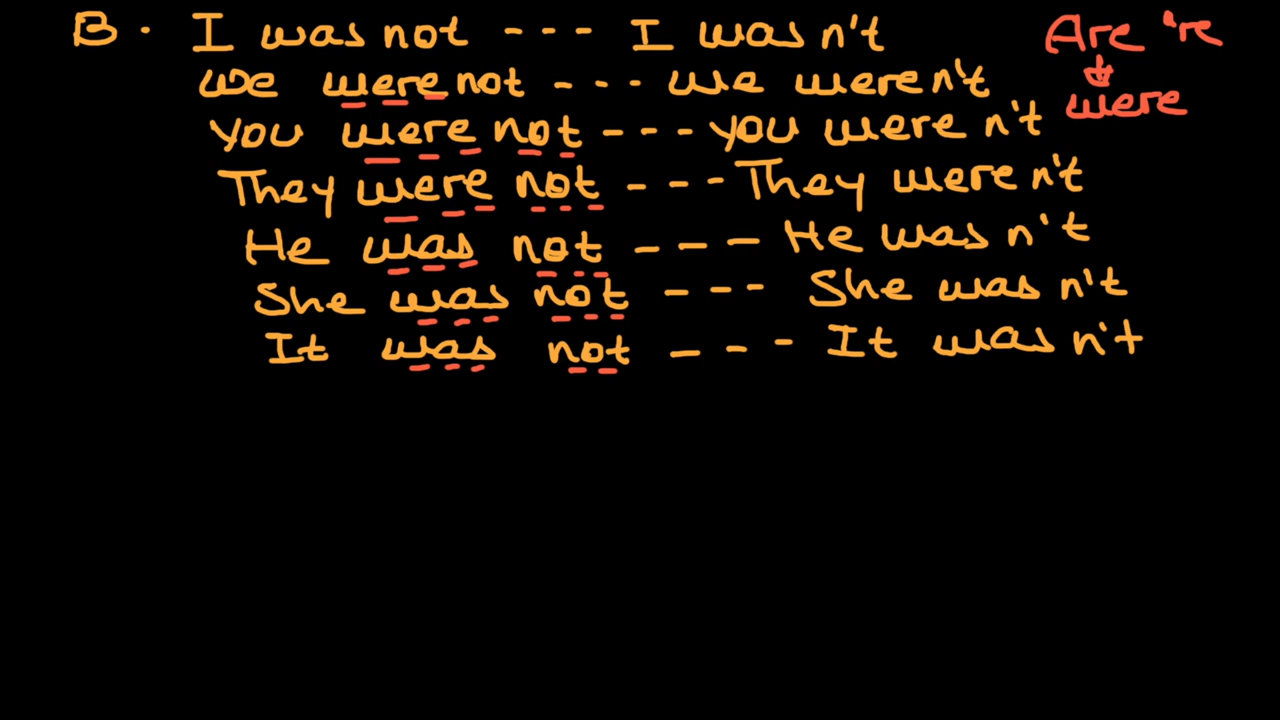 B. I was not --- I wasn't
Are 're
we were not --- we weren't
were
you were not --- you weren't
They were not --- They weren't
He was not --- He wasn't
She was not --- She wasn't
It was not --- It wasn't